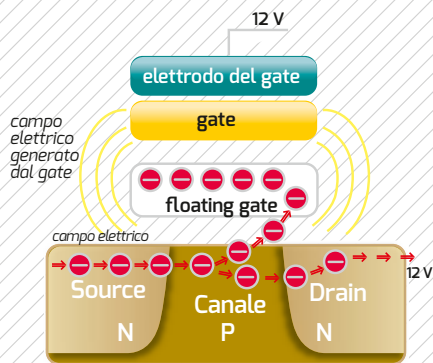 12 V
elettrodo del gate
gate
campo
elettrico
generato
dal gate
floating gate
campo elettrico
12 V
Source
Canale
Drain
N
P
N